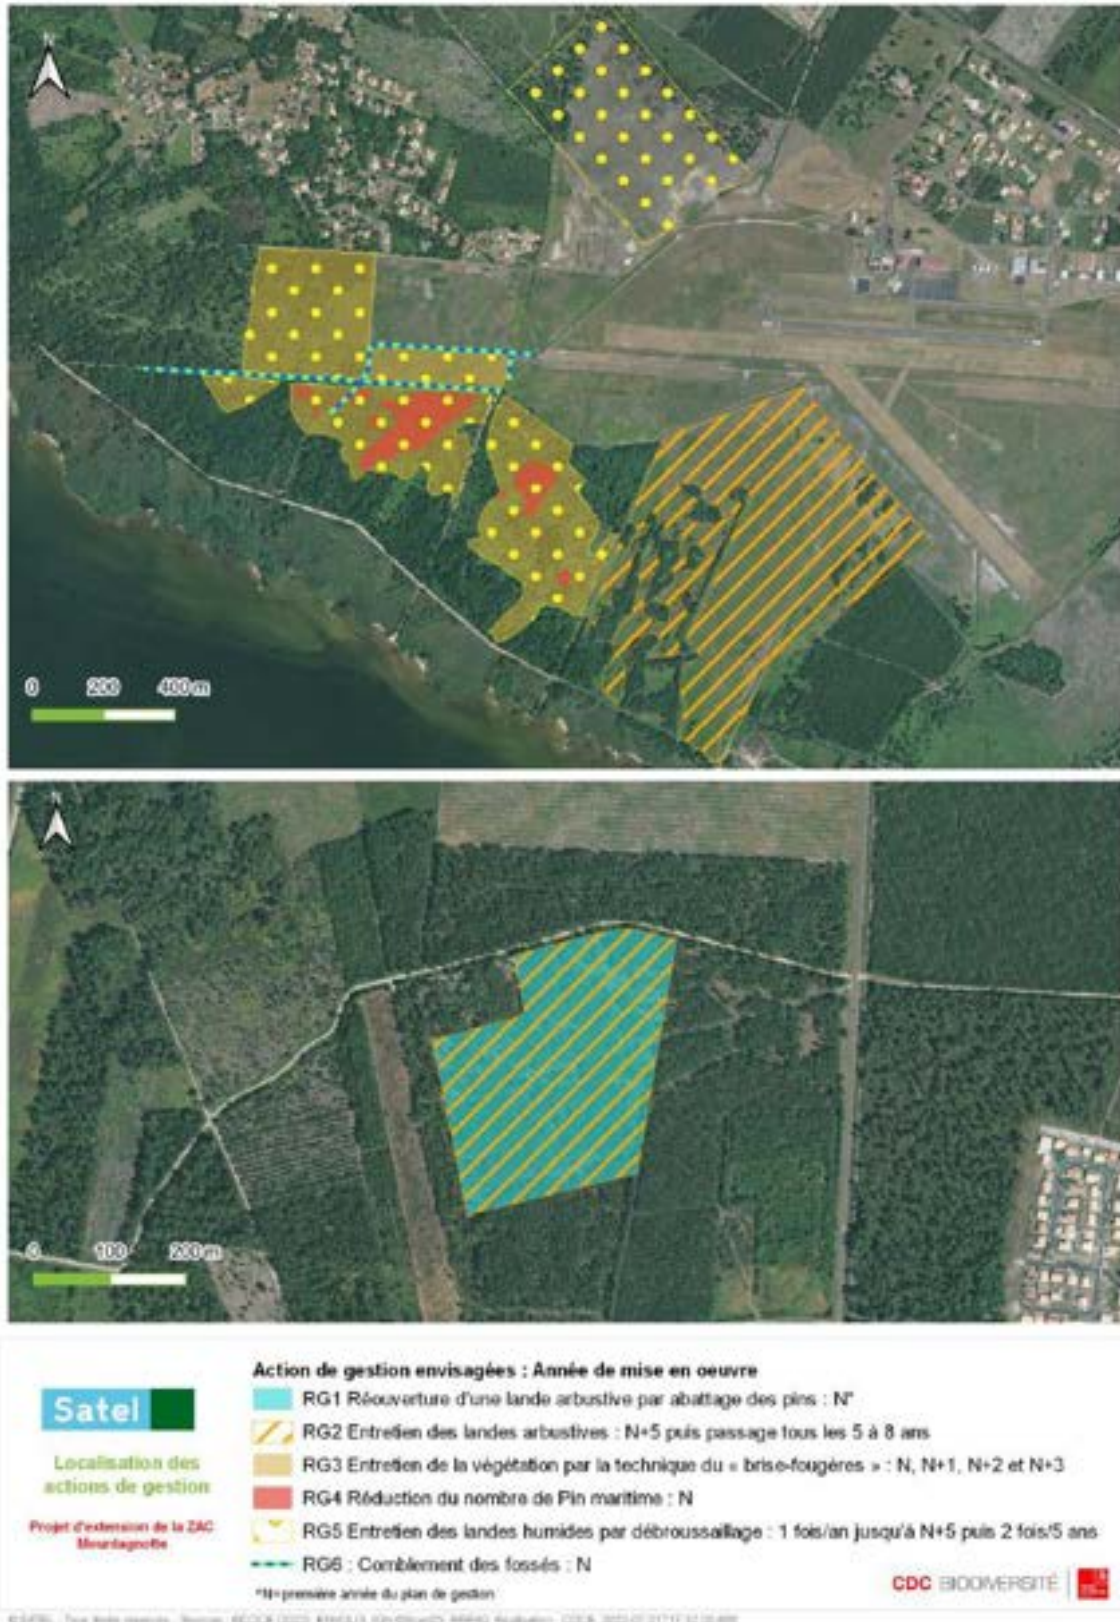 N
0 200 400 m
N
0 100 200 m
Satel
Localisation des
actions de gestion
Projet d'extension de la ZAC
Mourdagnotte
Action de gestion envisagées : Année de mise en oeuvre
RG1 Réouverture d'une lande arbustive par abattage des pins : N*
RG2 Entretien des landes arbustives : N+5 puis passage tous les 5 à 8 ans
RG3 Entretien de la végétation par la technique du « brise-fougères » : N, N+1, N+2 et N+3
RG4 Réduction du nombre de Pin maritime : N
RG5 Entretien des landes humides par débroussaillage : 1 fois/an jusqu'à N+5 puis 2 fois/5 ans
RG6 : Comblement des fossés : N
*N=première année du plan de gestion
CDC BIODIVERSITÉ